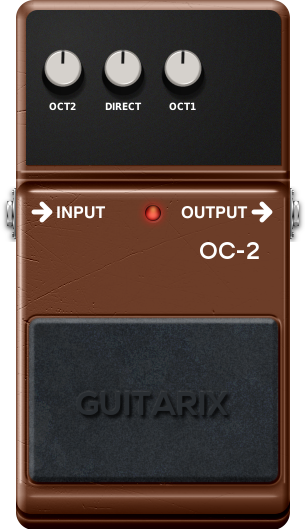 OCT2 DIRECT OCT1
→ INPUT OUTPUT →
OC-2
GUITARIX